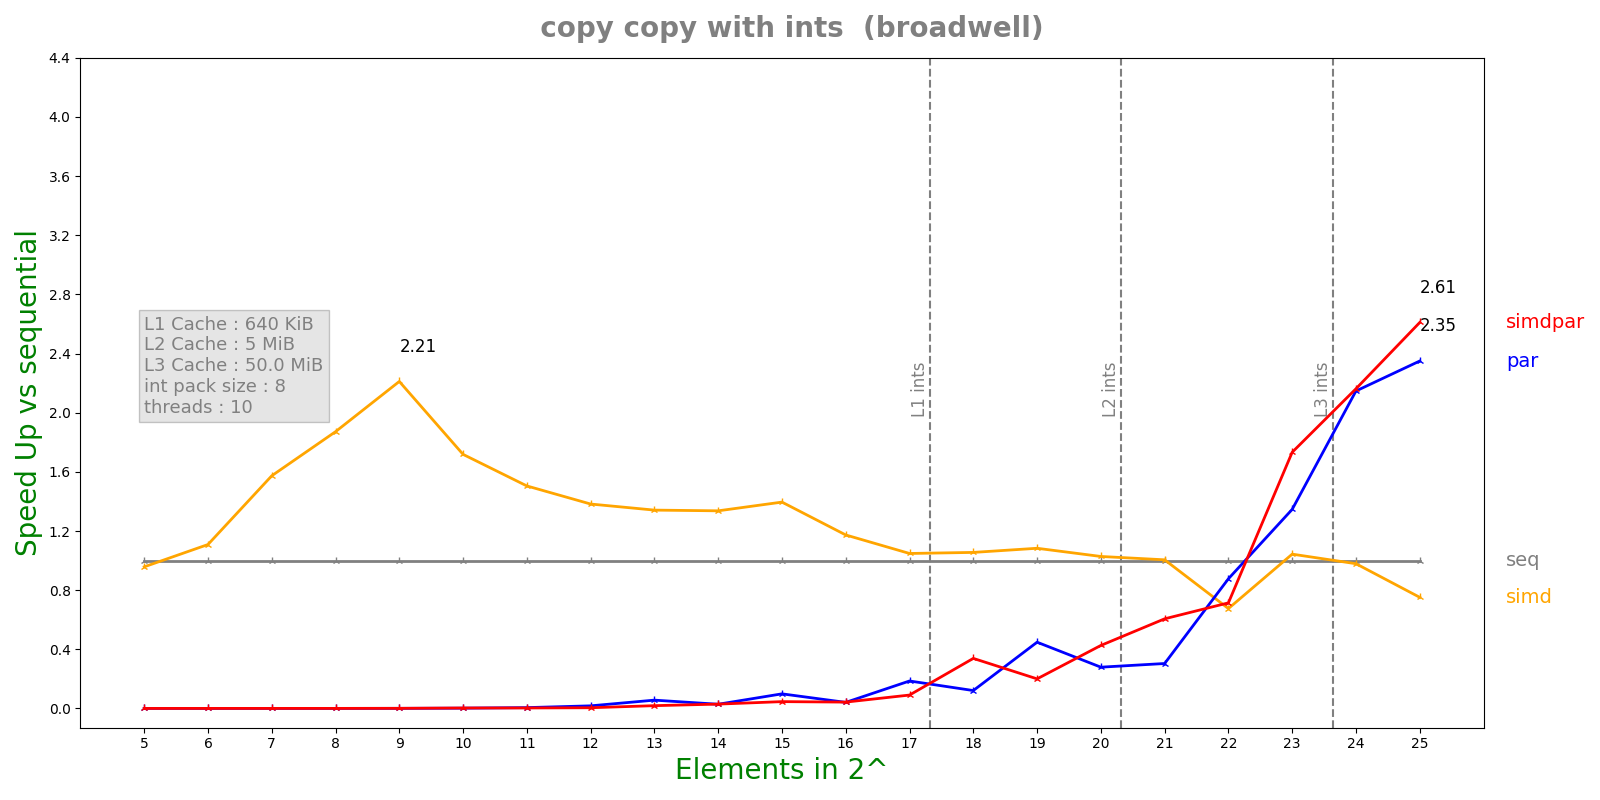 copy copy with ints (broadwell)
Speed Up vs sequential
4.4
4.0
3.6
3.2
2.8
2.4
2.0
1.6
1.2
0.8
0.4
0.0
L1 Cache : 640 KiB
L2 Cache : 5 MiB
L3 Cache : 50.0 MiB
int pack size : 8
threads : 10
2.21
L1 ints
L2 ints
L3 ints
2.61
2.35
simdpar
par
seq
simd
5 6 7 8 9 10 11 12 13 14 15 16 17 18 19 20 21 22 23 24 25
Elements in 2^